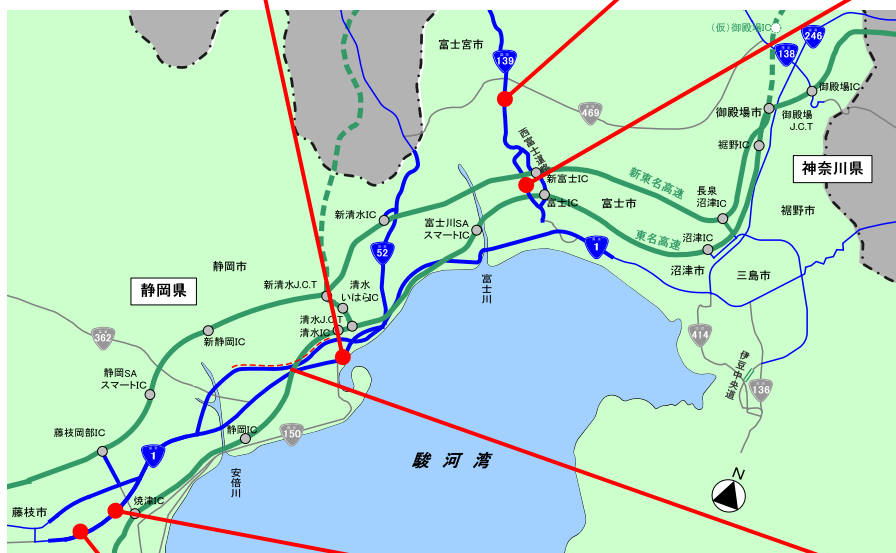 (仮)御殿場IC
246
138
富士宮市
139
御殿場IC
469
御殿場市
御殿場
J.C.T
西富士道路
裾野IC
神奈川県
新富士IC
新東名高速
長泉
沼津IC
富士IC
富士市
裾野市
新清水IC
富士川SA
スマートIC
東名高速
沼津IC
1
52
沼津市
三島市
静岡市
富士川
静岡県
新清水J.C.T
清水
いはらIC
清水J.C.T
清水IC
362
新静岡IC
414
伊豆中央道
136
静岡SA
スマートIC
藤枝岡部IC
静岡IC
150
1
駿河湾
安倍川
N
焼津IC
藤枝市